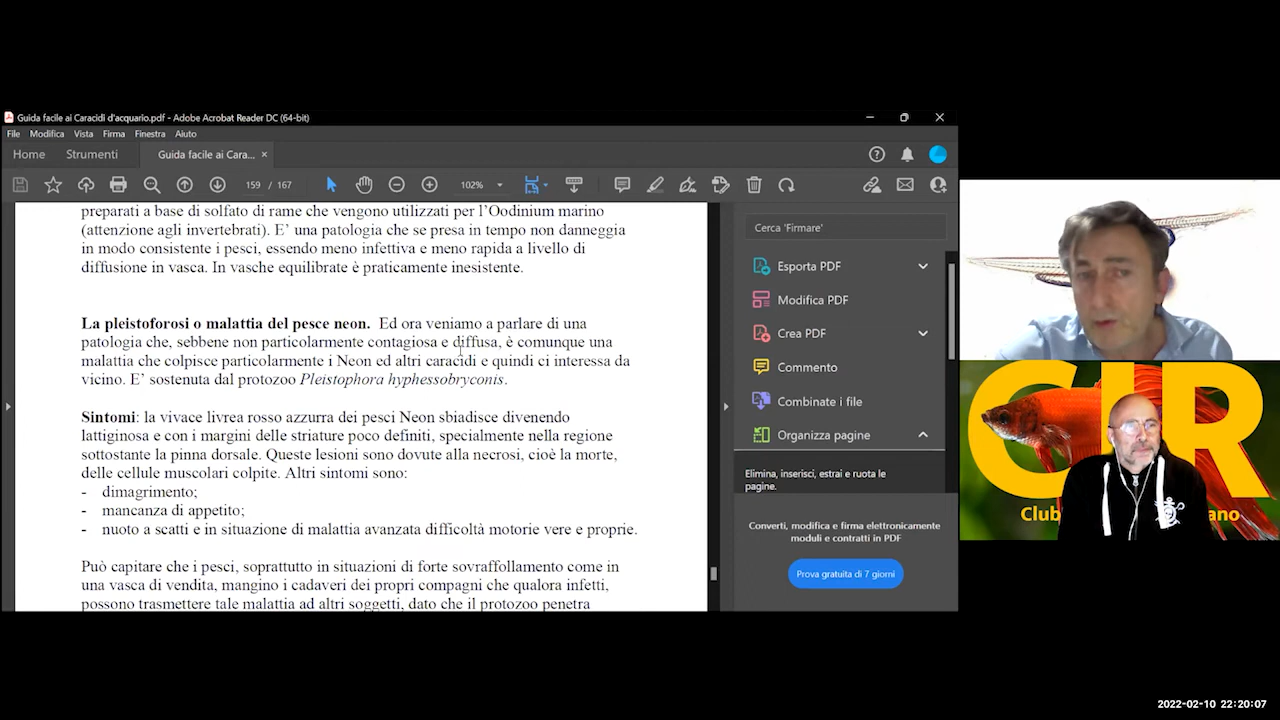 Guida facile ai Caracidi d'acquario.pdf - Adobe Acrobat Reader DC (64-bit)
File Modifica Vista Firma Finestra Aiuto
Home Strumenti Guida facile ai Cara... ×
159 / 167 102%
preparati a base di solfato di rame che vengono utilizzati per l'Oodinium marino
(attenzione agli invertebrati). E' una patologia che se presa in tempo non danneggia
in modo consistente i pesci, essendo meno infettiva e meno rapida a livello di
diffusione in vasca. In vasche equilibrate è praticamente inesistente.
La pleistoforosi o malattia del pesce neon. Ed ora veniamo a parlare di una
patologia che, sebbene non particolarmente contagiosa e diffusa, è comunque una
malattia che colpisce particolarmente i Neon ed altri caracidi e quindi ci interessa da
vicino. E' sostenuta dal protozoo Pleistophora hyphessobryconis.
Sintomi: la vivace livrea rosso azzurra dei pesci Neon sbiadisce divenendo
lattiginosa e con i margini delle striature poco definiti, specialmente nella regione
sottostante la pinna dorsale. Queste lesioni sono dovute alla necrosi, cioè la morte,
delle cellule muscolari colpite. Altri sintomi sono:
- dimagrimento;
- mancanza di appetito;
- nuoto a scatti e in situazione di malattia avanzata difficoltà motorie vere e proprie.
Può capitare che i pesci, soprattutto in situazioni di forte sovraffollamento come in
una vasca di vendita, mangino i cadaveri dei propri compagni che qualora infetti,
possono trasmettere tale malattia ad altri soggetti, dato che il protozoo penetra
Cerca 'Firmare'
Esporta PDF
Modifica PDF
Crea PDF
Commento
Combinate i file
Organizza pagine
Elimina, inserisci, estrai e ruota le
pagine.
Converti, modifica e firma elettronicamente
moduli e contratti in PDF
Prova gratuita di 7 giorni
CIR
Club ano
2022-02-10 22:20:07